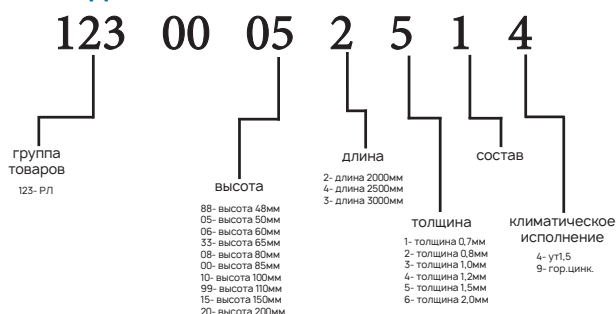 123 00 05 2 5 1 4
группа
товаров
123- РЛ
высота
88- высота 48мм
05- высота 50мм
06- высота 60мм
33- высота 65мм
08- высота 80мм
00- высота 85мм
10- высота 100мм
99- высота 110мм
15- высота 150мм
20- высота 200мм
длина
2- длина 2000мм
4- длина 2500мм
3- длина 3000мм
толщина
1- толщина 0,7мм
2- толщина 0,8мм
3- толщина 1,0мм
4- толщина 1,2мм
5- толщина 1,5мм
6- толщина 2,0мм
состав
климатическое
исполнение
4- ут1,5
9- гор.цинк.